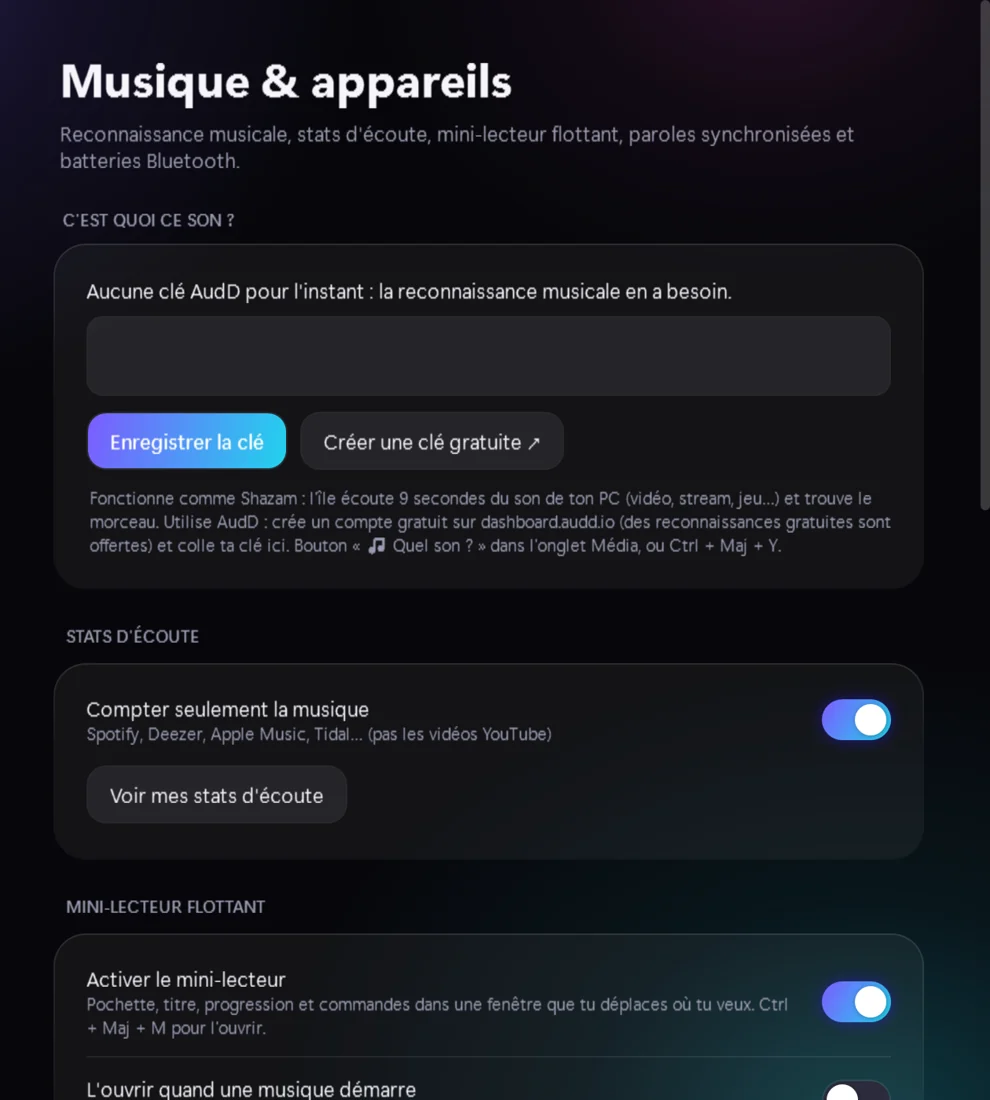 Musique & appareils
Reconnaissance musicale, stats d'écoute, mini-lecteur flottant, paroles synchronisées et
batteries Bluetooth.
C'EST QUOI CE SON ?
Aucune clé AudD pour l'instant : la reconnaissance musicale en a besoin.
Enregistrer la clé
Créer une clé gratuite ↗
Fonctionne comme Shazam : l'île écoute 9 secondes du son de ton PC (vidéo, stream, jeu...) et trouve le
morceau. Utilise AudD : crée un compte gratuit sur dashboard.audd.io (des reconnaissances gratuites sont
offertes) et colle ta clé ici. Bouton « 🎵 Quel son ? » dans l'onglet Média, ou Ctrl + Maj + Y.
STATS D'ÉCOUTE
Compter seulement la musique
Spotify, Deezer, Apple Music, Tidal... (pas les vidéos YouTube)
Voir mes stats d'écoute
MINI-LECTEUR FLOTTANT
Activer le mini-lecteur
Pochette, titre, progression et commandes dans une fenêtre que tu déplaces où tu veux. Ctrl
+ Maj + M pour l'ouvrir.
L'ouvrir quand une musique démarre